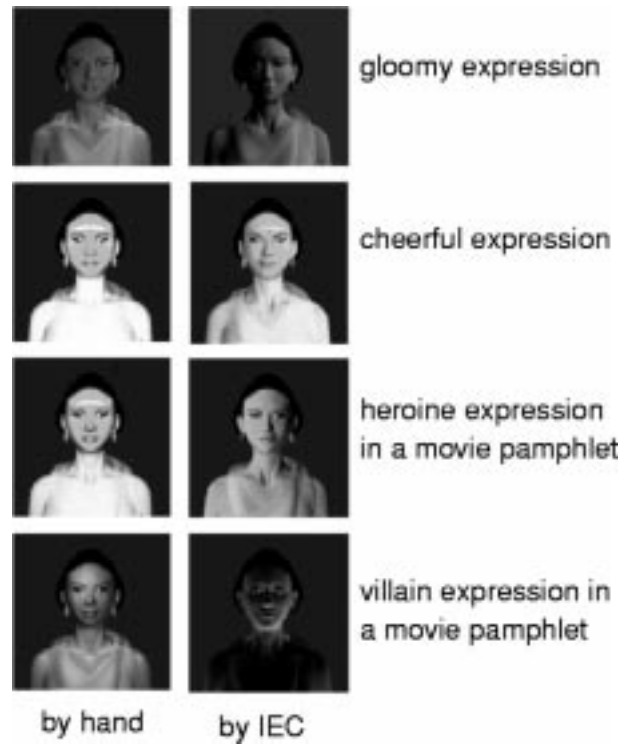 gloomy expression
cheerful expression
heroine expression
in a movie pamphlet
villain expression in
a movie pamphlet
by hand
by IEC